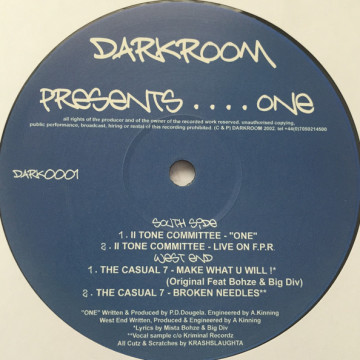 DARKROOM
PRESENTS . . . . ONE
all rights of the producer and of the owner of the recorded work reserved. unauthorised copying,
public performance, broadcast, hiring or rental of this recording prohibited (C & P) DARKROOM 2002. tel +44(0)7090214500
DARK0001
SOUTH SIDE
1. II TONE COMMITTEE - "ONE"
2. II TONE COMMITTEE - LIVE ON F.P.R.
WEST END
1. THE CASUAL 7 - MAKE WHAT U WILL !*
(Original Feat Bohze & Big Div)
2. THE CASUAL 7 - BROKEN NEEDLES**
"ONE" Written & Produced by P.D.Dougela. Engineered by A.Kinning
West End Written, Produced & Engineered by A Kinning
*Lyrics by Mista Bohze & Big Div
**Vocal sample c/o Kriminal Recordz
All Cutz & Scratches by KRASHSLAUGHTA